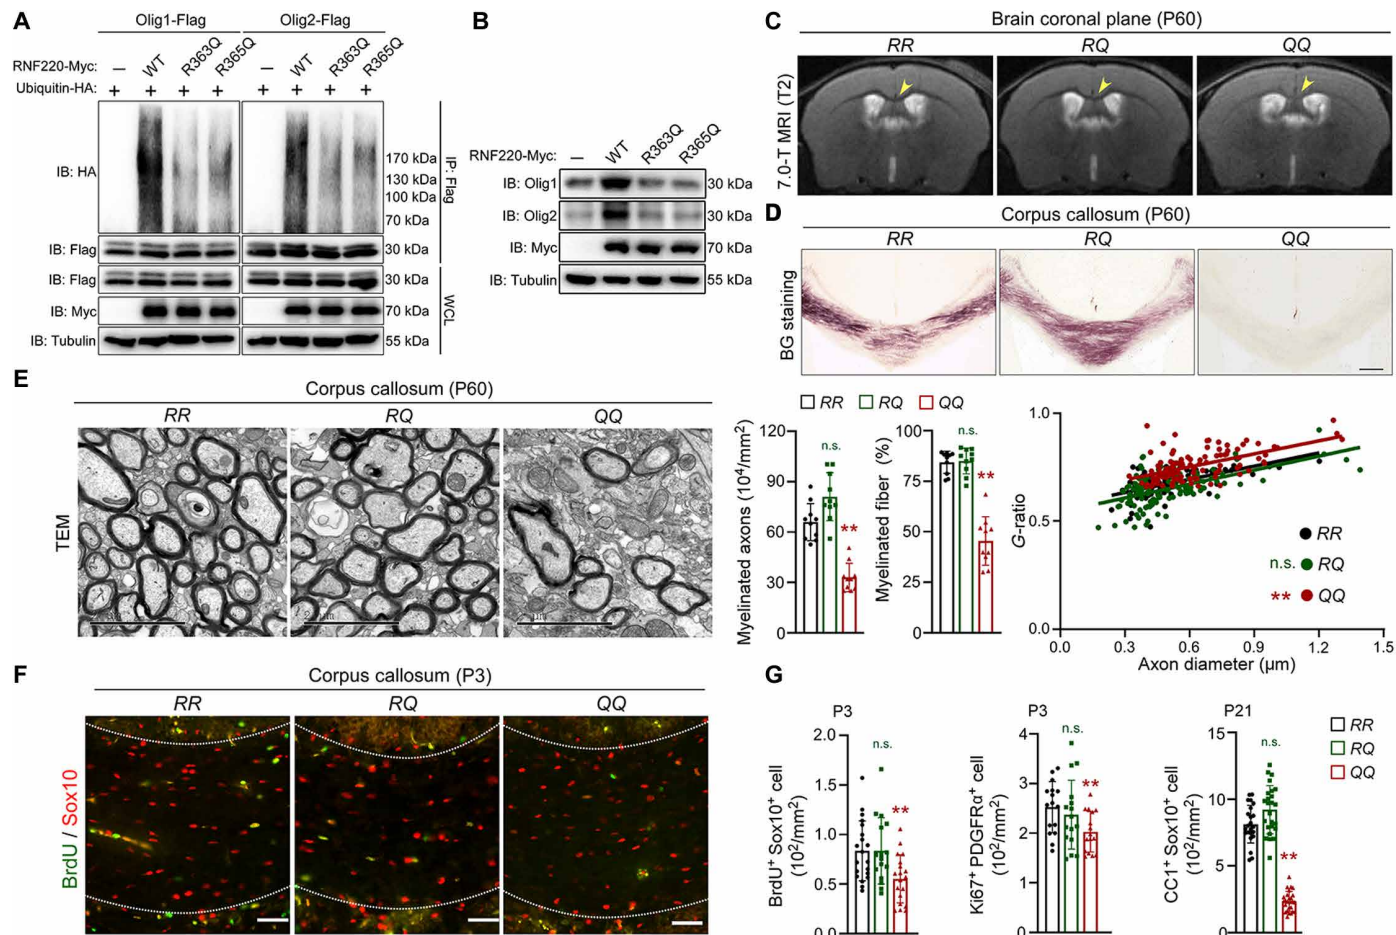 A
Olig1-Flag Olig2-Flag
RNF220-Myc: — WT R363Q R365Q — WT R363Q R365Q
Ubiquitin-HA: + + + + + + + +
IB: HA
170 kDa
130 kDa
100 kDa
70 kDa
IP: Flag
IB: Flag 30 kDa
IB: Flag 30 kDa
IB: Myc 70 kDa
IB: Tubulin 55 kDa
WCL
B
RNF220-Myc: — WT R363Q R365Q
IB: Olig1 30 kDa
IB: Olig2 30 kDa
IB: Myc 70 kDa
IB: Tubulin 55 kDa
C
Brain coronal plane (P60)
RR RQ QQ
7.0-T MRI (T2)
D
Corpus callosum (P60)
RR RQ QQ
BG staining
E
Corpus callosum (P60)
RR RQ QQ
TEM
RR RQ QQ
Myelinated axons (10⁴/mm²)
120
90
60
30
0
n.s.
**
Myelinated fiber (%)
100
75
50
25
0
n.s.
**
G-ratio
1.0
0.5
0.0
RR
n.s. RQ
** QQ
0.0 0.3 0.6 0.9 1.2 1.5
Axon diameter (μm)
F
Corpus callosum (P3)
RR RQ QQ
BrdU / Sox10
G
P3
BrdU⁺ Sox10⁺ cell
(10²/mm²)
2.0
1.5
1.0
0.5
0.0
n.s.
**
P3
Ki67⁺ PDGFRα⁺ cell
(10²/mm²)
4
3
2
1
0
n.s.
**
P21
CC1⁺ Sox10⁺ cell
(10²/mm²)
15
10
5
0
n.s.
**
RR
RQ
QQ